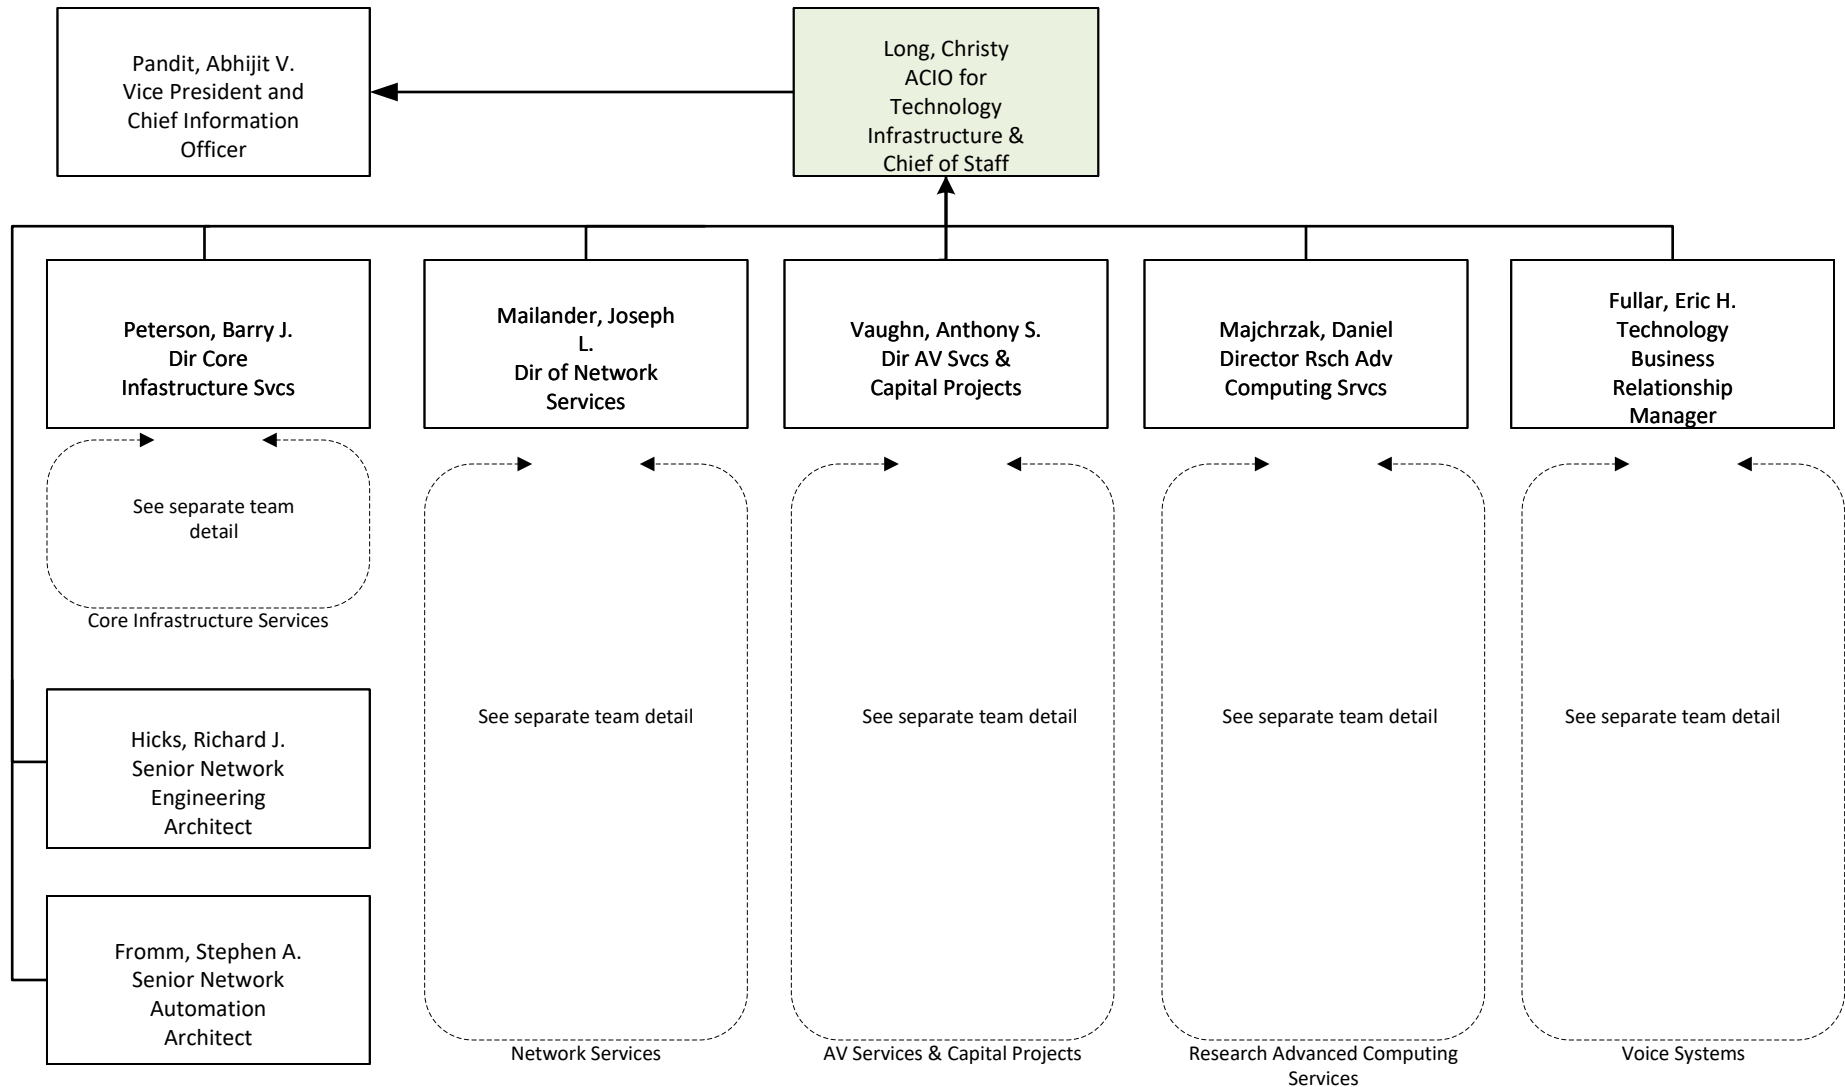 Pandit, Abhijit V.
Vice President and
Chief Information
Officer
Long, Christy
ACIO for
Technology
Infrastructure &
Chief of Staff
Peterson, Barry J.
Dir Core
Infastructure Svcs
Mailander, Joseph
L.
Dir of Network
Services
Vaughn, Anthony S.
Dir AV Svcs &
Capital Projects
Majchrzak, Daniel
Director Rsch Adv
Computing Srvcs
Fullar, Eric H.
Technology
Business
Relationship
Manager
See separate team
detail
Core Infrastructure Services
Hicks, Richard J.
Senior Network
Engineering
Architect
Fromm, Stephen A.
Senior Network
Automation
Architect
See separate team detail
Network Services
See separate team detail
AV Services & Capital Projects
See separate team detail
Research Advanced Computing
Services
See separate team detail
Voice Systems